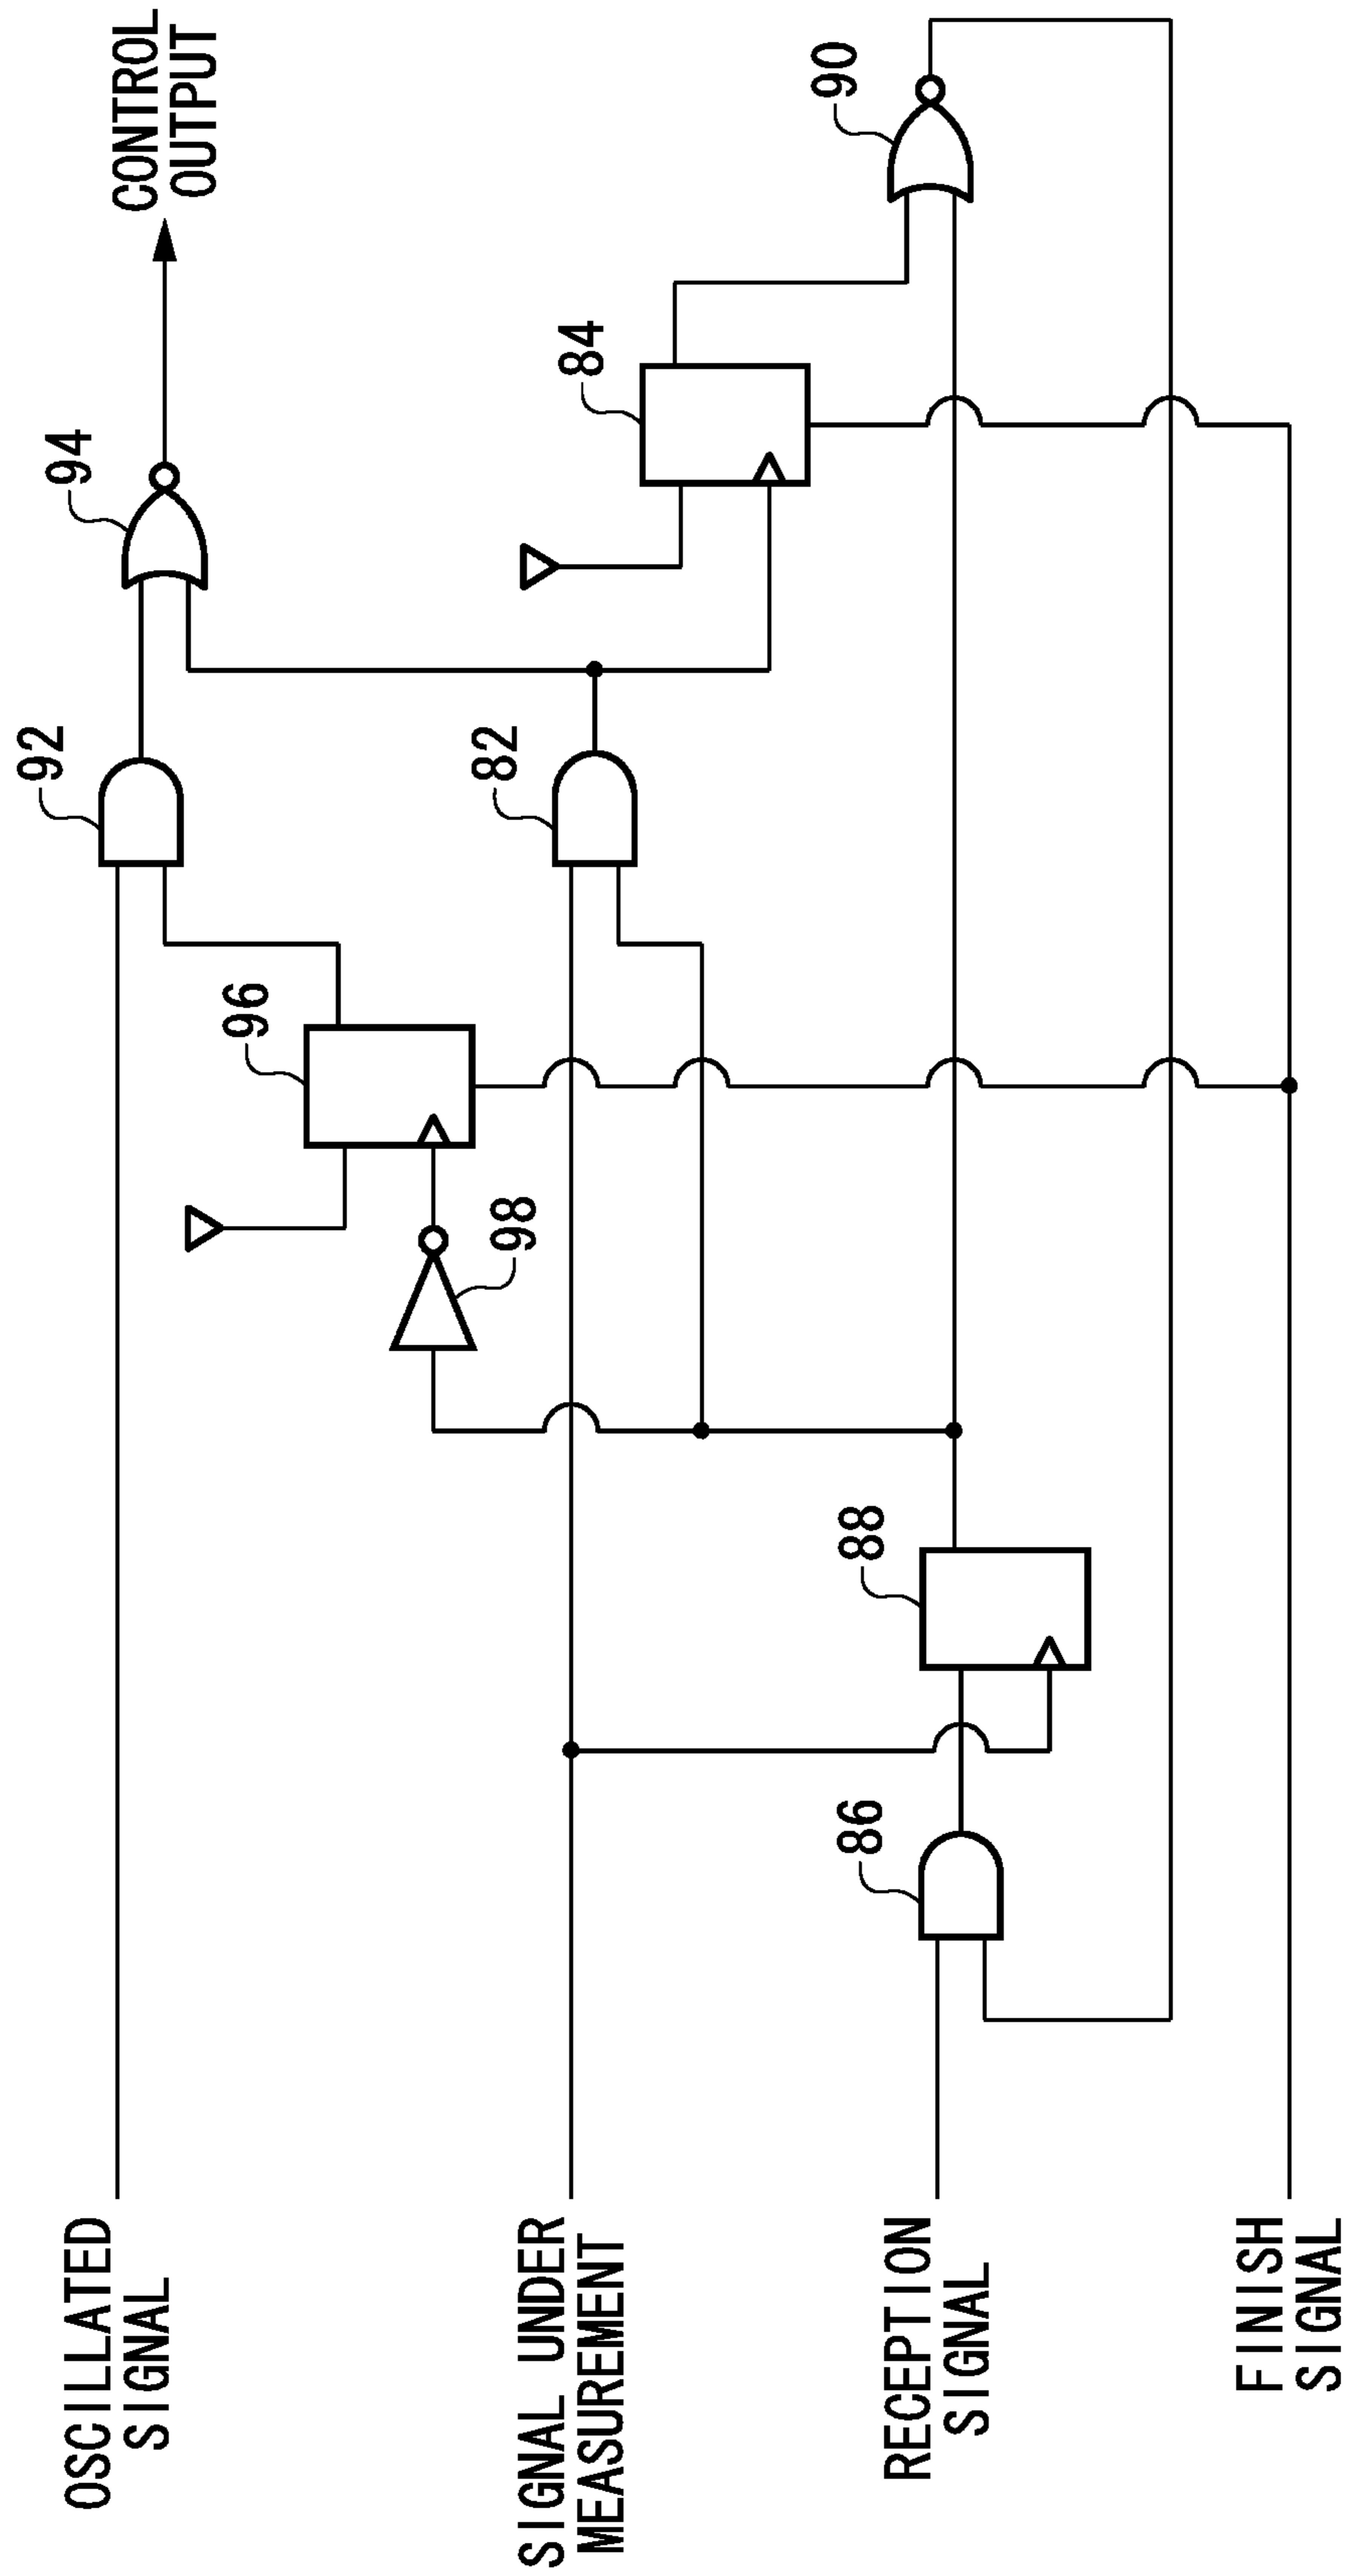 OSCILLATED
SIGNAL
SIGNAL UNDER
MEASUREMENT
RECEPTION
SIGNAL
FINISH
SIGNAL
86
88
98
96
92
82
94
84
90
CONTROL
OUTPUT